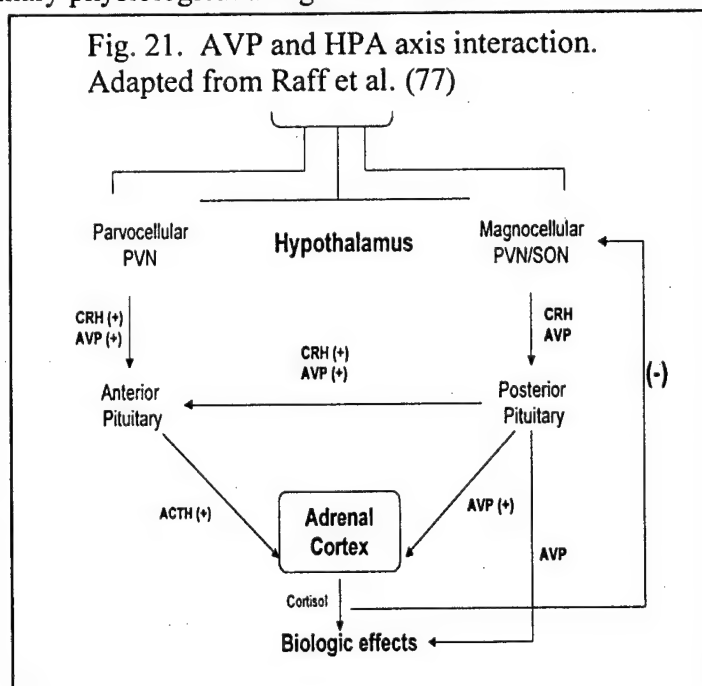 Fig. 21. AVP and HPA axis interaction.
Adapted from Raff et al. (77)
Parvocellular
PVN
Hypothalamus
Magnocellular
PVN/SON
CRH (+)
AVP (+)
CRH (+)
AVP (+)
CRH
AVP
(-)
Anterior
Pituitary
Posterior
Pituitary
ACTH (+)
Adrenal
Cortex
AVP (+)
AVP
Cortisol
Biologic effects